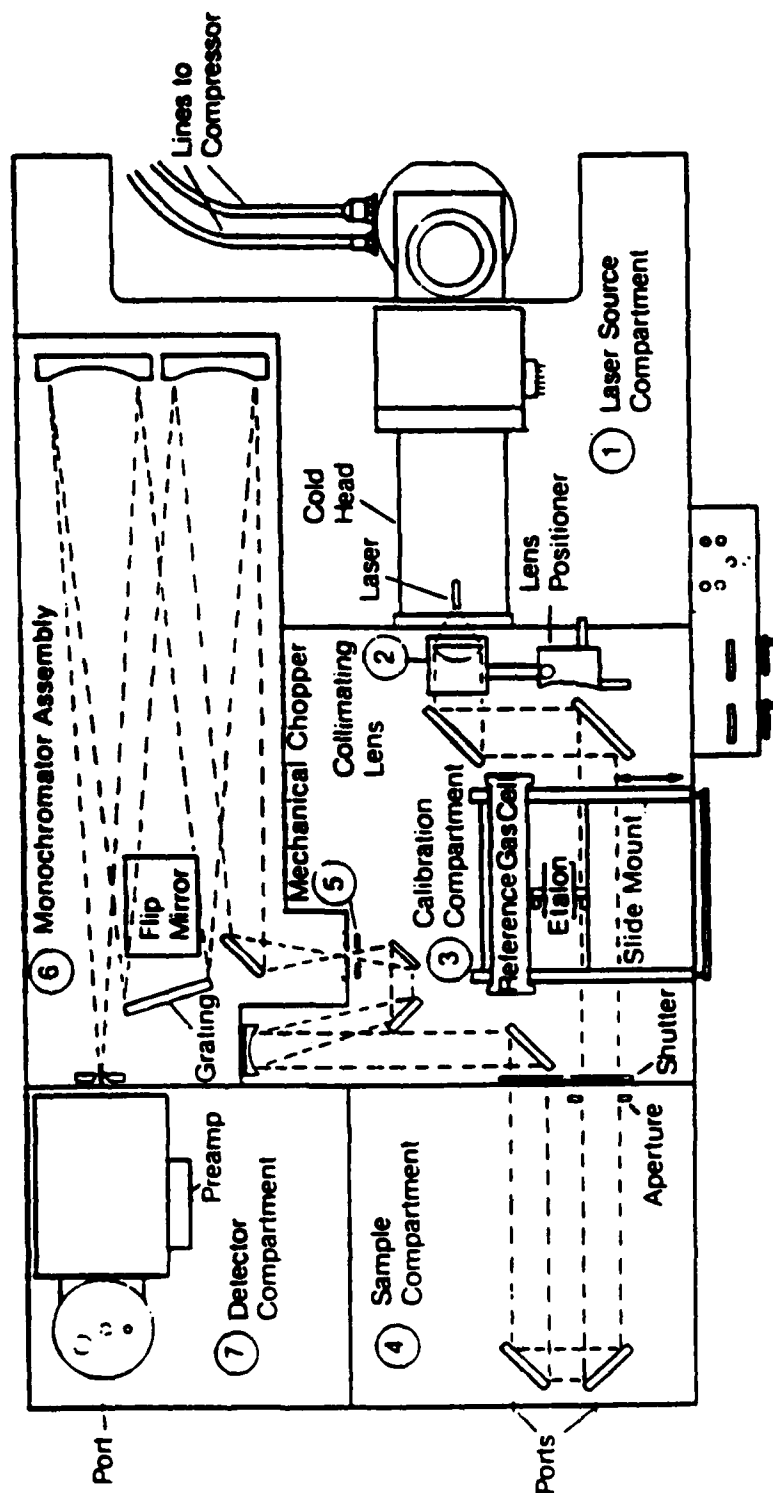 Lines to
Compressor
6 Monochromator Assembly
Flip
Mirror
Grating
Mechanical Chopper
5
Collimating
Lens
2
Laser
Cold
Head
Lens
Positioner
1 Laser Source
Compartment
3 Calibration
Compartment
Reference Gas Cell
Etalon
Slide Mount
Shutter
Aperture
Preamp
7 Detector
Compartment
4 Sample
Compartment
Port
Ports